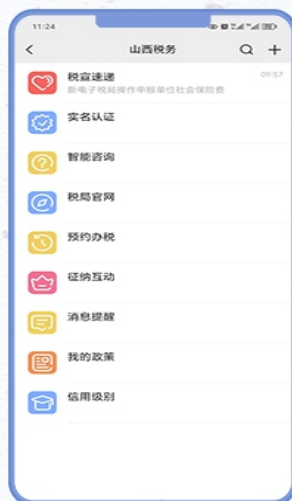 11:24
山西税务
税宣速递
09:57
新电子税局操作申报单位社会保险费
实名认证
智能咨询
税局官网
预约办税
征纳互动
消息提醒
我的政策
信用级别